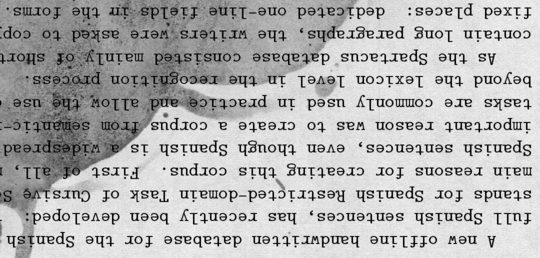 A new offline handwritten database for the Spanish
full Spanish sentences, has recently been developed:
stands for Spanish Restricted-domain Task of Cursive S
main reasons for creating this corpus. First of all,
Spanish sentences, even though Spanish is a widespread
important reason was to create a corpus from semantic-
tasks are commonly used in practice and allow the use
beyond the lexicon level in the recognition process.
As the Spartacus database consisted mainly of short
contain long paragraphs, the writers were asked to cop
fixed places: dedicated one-line fields in the forms.